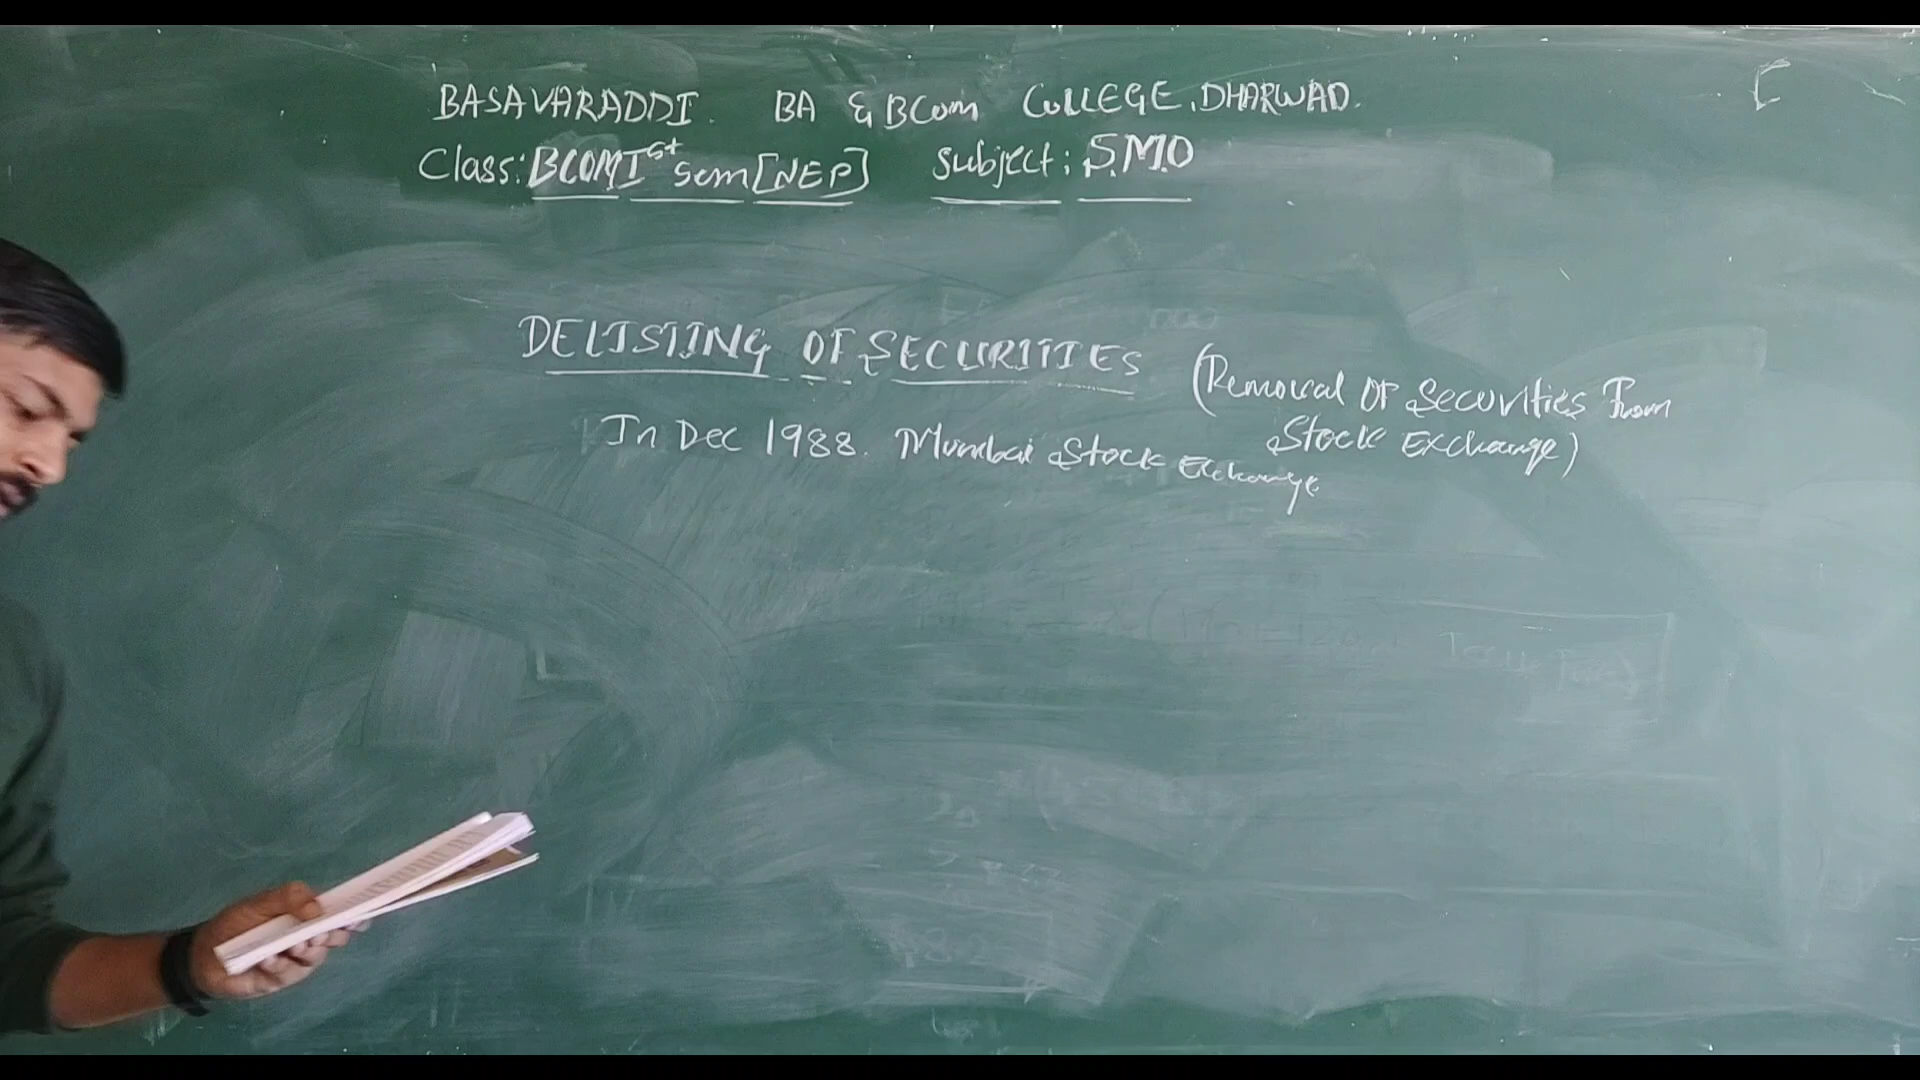 BASAVARADDI. BA & BCom COLLEGE, DHARWAD.
Class: BCOM I st Sem [NEP] Subject: S.M.O
DELISTING OF SECURITIES (Removal OF Securities From
Stock Exchange)
In Dec 1988. Mumbai Stock Exchange